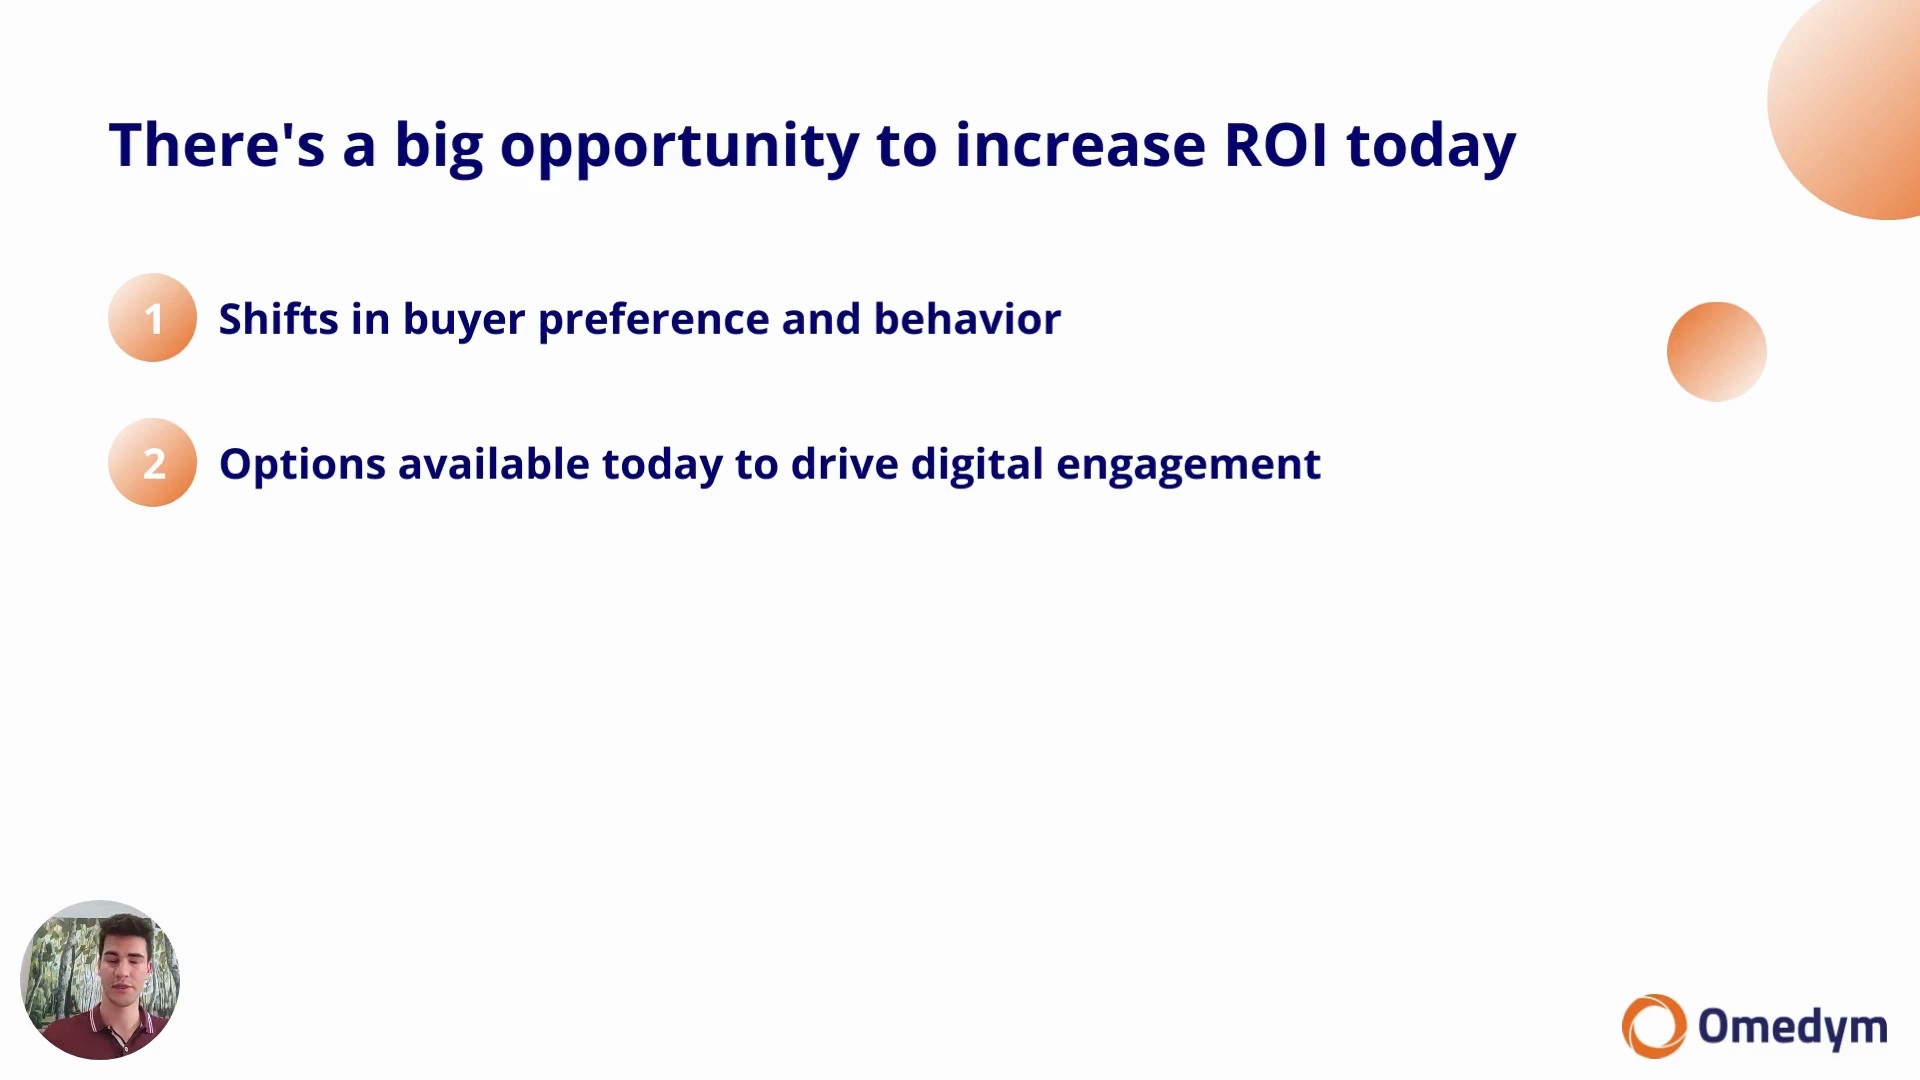 There's a big opportunity to increase ROI today
1 Shifts in buyer preference and behavior
2 Options available today to drive digital engagement
Omedym